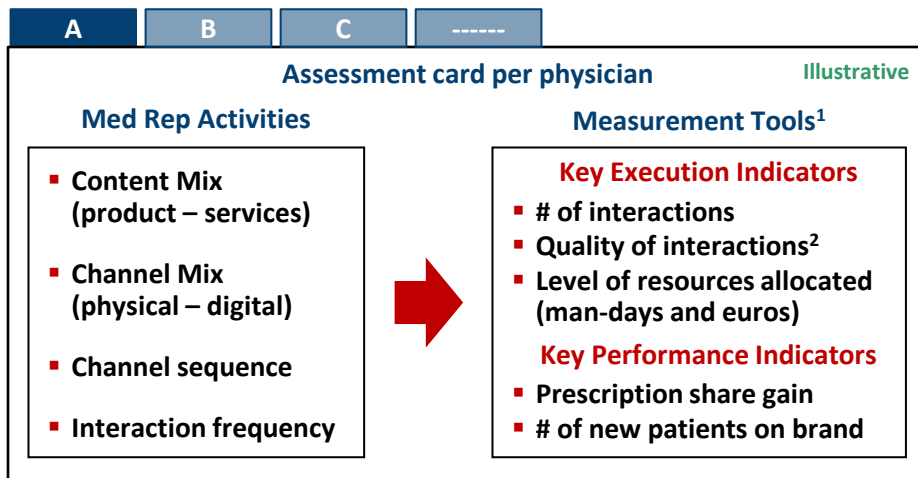 A
B
C
------
Assessment card per physician
Illustrative
Med Rep Activities
▪ Content Mix
(product – services)
▪ Channel Mix
(physical – digital)
▪ Channel sequence
▪ Interaction frequency
Measurement Tools¹
Key Execution Indicators
▪ # of interactions
▪ Quality of interactions²
▪ Level of resources allocated
(man-days and euros)
Key Performance Indicators
▪ Prescription share gain
▪ # of new patients on brand